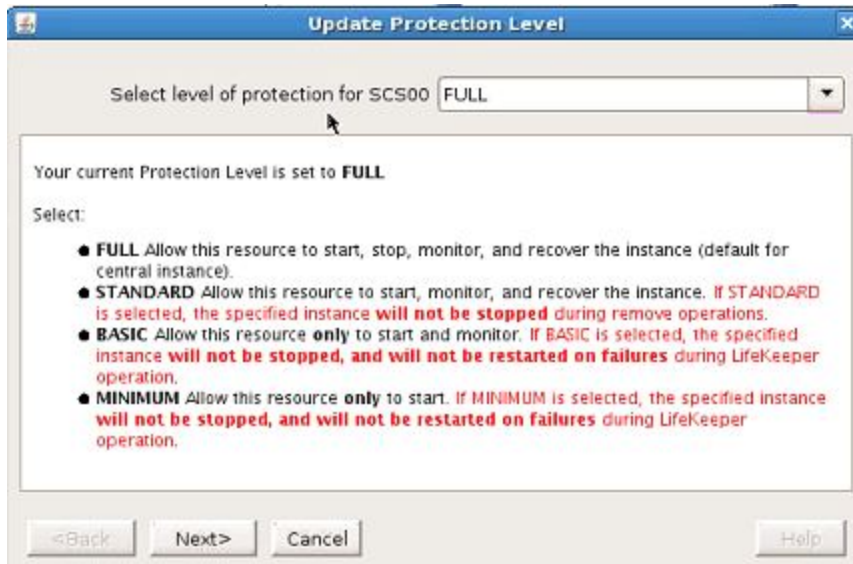 Update Protection Level
Select level of protection for SCS00 FULL
Your current Protection Level is set to FULL
Select:
● FULL Allow this resource to start, stop, monitor, and recover the instance (default for
central instance).
● STANDARD Allow this resource to start, monitor, and recover the instance. If STANDARD
is selected, the specified instance will not be stopped during remove operations.
● BASIC Allow this resource only to start and monitor. If BASIC is selected, the specified
instance will not be stopped, and will not be restarted on failures during LifeKeeper
operation.
● MINIMUM Allow this resource only to start. If MINIMUM is selected, the specified instance
will not be stopped, and will not be restarted on failures during LifeKeeper
operation.
<Back Next> Cancel Help